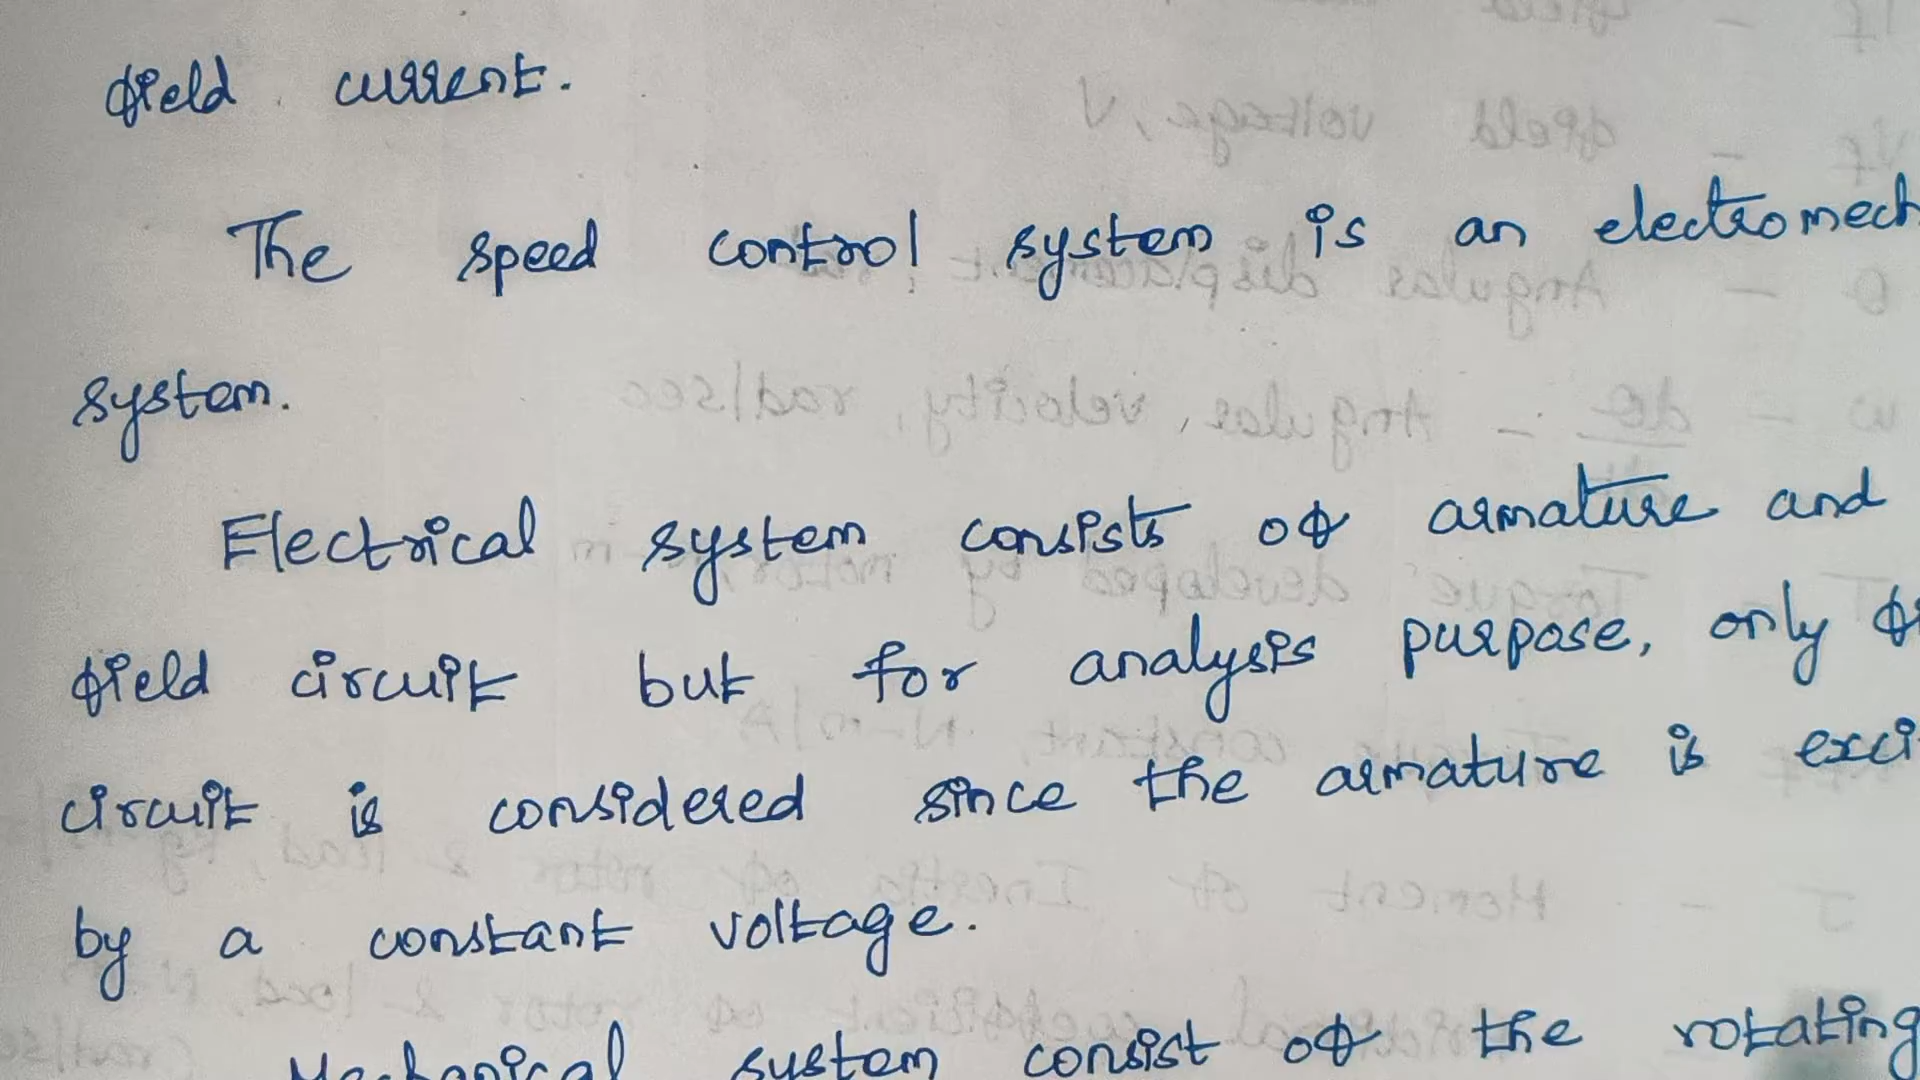 field current.
The speed control system is an electromech
system.
Electrical system consists of armature and
field circuit but for analysis purpose, only fi
circuit is considered since the armature is exci
by a constant voltage.
Mechanical system consist of the rotating